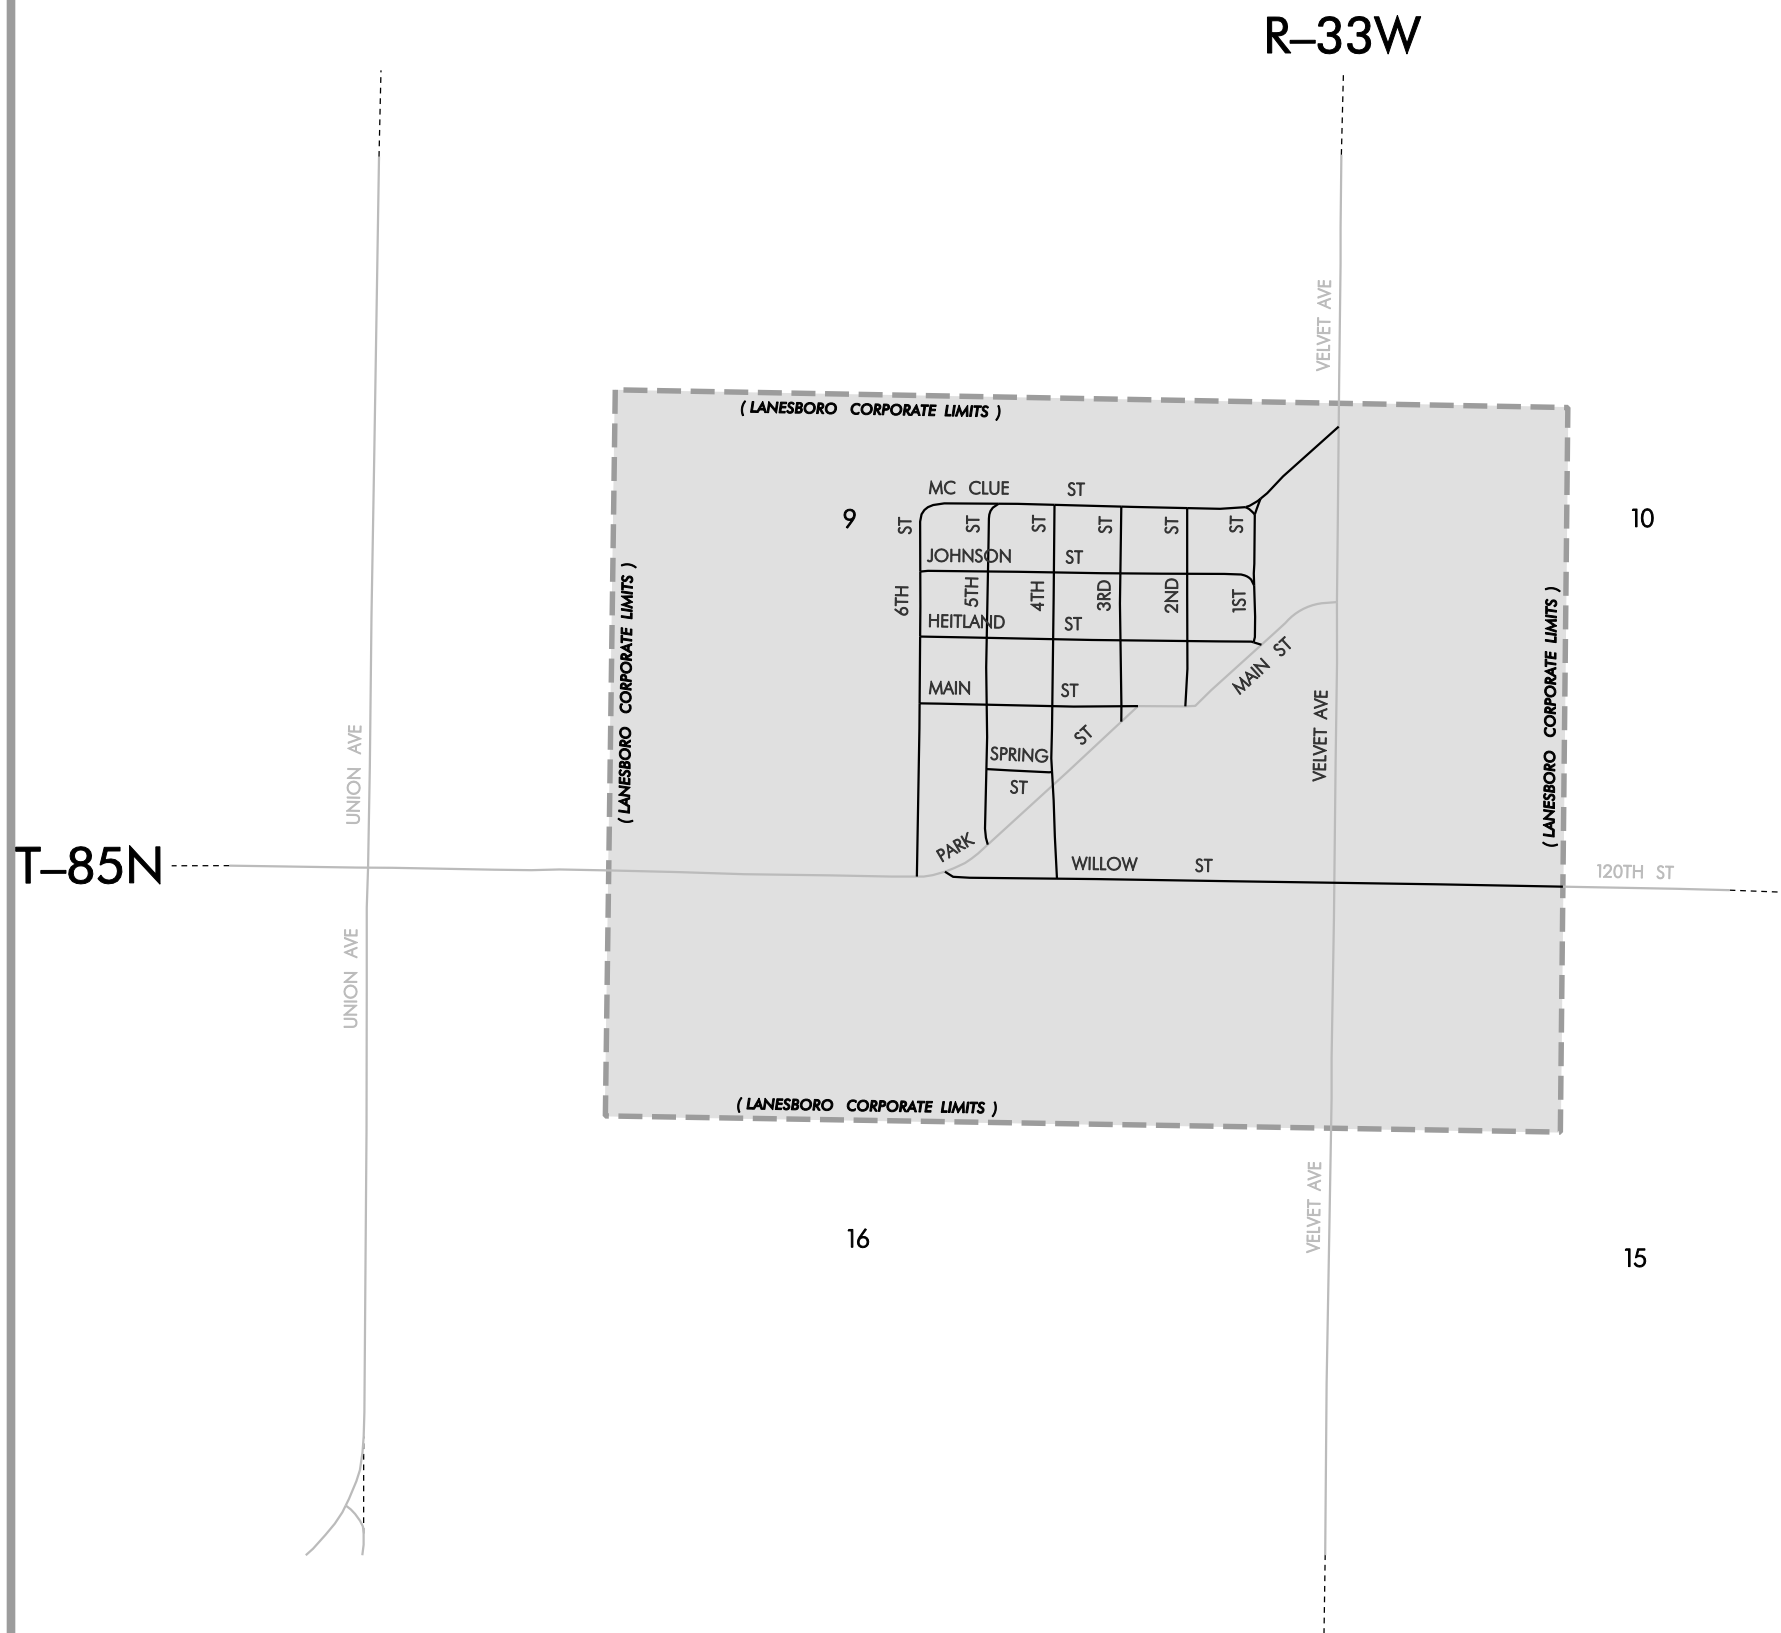 R–33W
VELVET AVE
( LANESBORO CORPORATE LIMITS )
MC CLUE ST
9
10
ST ST ST ST ST ST
JOHNSON ST
6TH 5TH 4TH 3RD 2ND 1ST
HEITLAND ST
( LANESBORO CORPORATE LIMITS )
( LANESBORO CORPORATE LIMITS )
MAIN ST
MAIN ST
VELVET AVE
UNION AVE
SPRING
ST
PARK ST
T–85N
WILLOW ST
120TH ST
UNION AVE
( LANESBORO CORPORATE LIMITS )
VELVET AVE
16
15